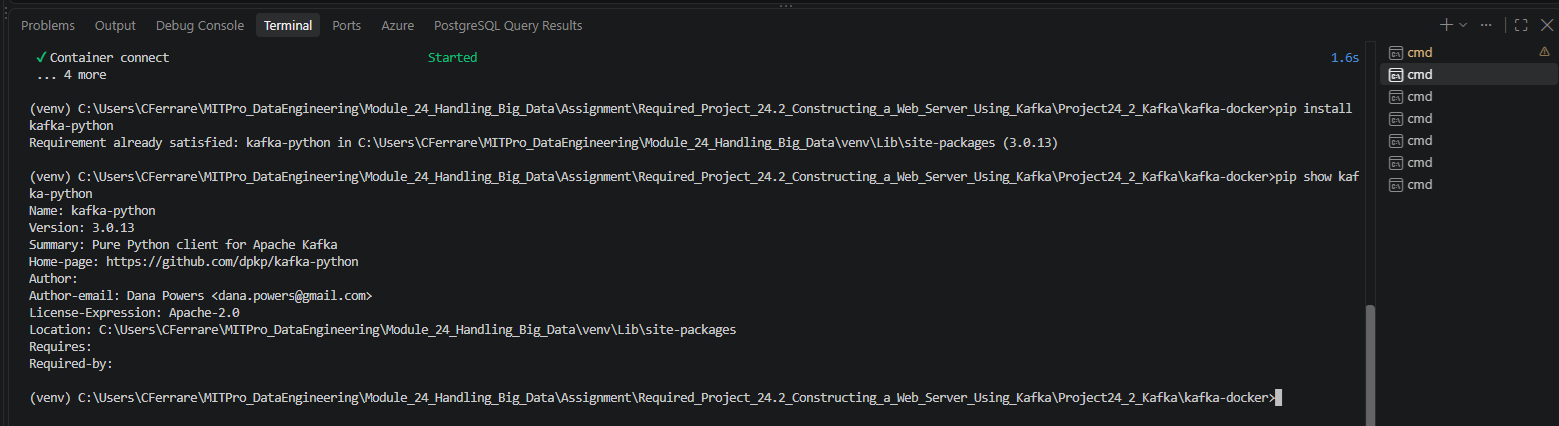 Problems Output Debug Console Terminal Ports Azure PostgreSQL Query Results
✓Container connect Started 1.6s
... 4 more
(venv) C:\Users\CFerrare\MITPro_DataEngineering\Module_24_Handling_Big_Data\Assignment\Required_Project_24.2_Constructing_a_Web_Server_Using_Kafka\Project24_2_Kafka\kafka-docker>pip install
kafka-python
Requirement already satisfied: kafka-python in C:\Users\CFerrare\MITPro_DataEngineering\Module_24_Handling_Big_Data\venv\Lib\site-packages (3.0.13)
(venv) C:\Users\CFerrare\MITPro_DataEngineering\Module_24_Handling_Big_Data\Assignment\Required_Project_24.2_Constructing_a_Web_Server_Using_Kafka\Project24_2_Kafka\kafka-docker>pip show kaf
ka-python
Name: kafka-python
Version: 3.0.13
Summary: Pure Python client for Apache Kafka
Home-page: https://github.com/dpkp/kafka-python
Author:
Author-email: Dana Powers <dana.powers@gmail.com>
License-Expression: Apache-2.0
Location: C:\Users\CFerrare\MITPro_DataEngineering\Module_24_Handling_Big_Data\venv\Lib\site-packages
Requires:
Required-by:
(venv) C:\Users\CFerrare\MITPro_DataEngineering\Module_24_Handling_Big_Data\Assignment\Required_Project_24.2_Constructing_a_Web_Server_Using_Kafka\Project24_2_Kafka\kafka-docker>
cmd
cmd
cmd
cmd
cmd
cmd
cmd